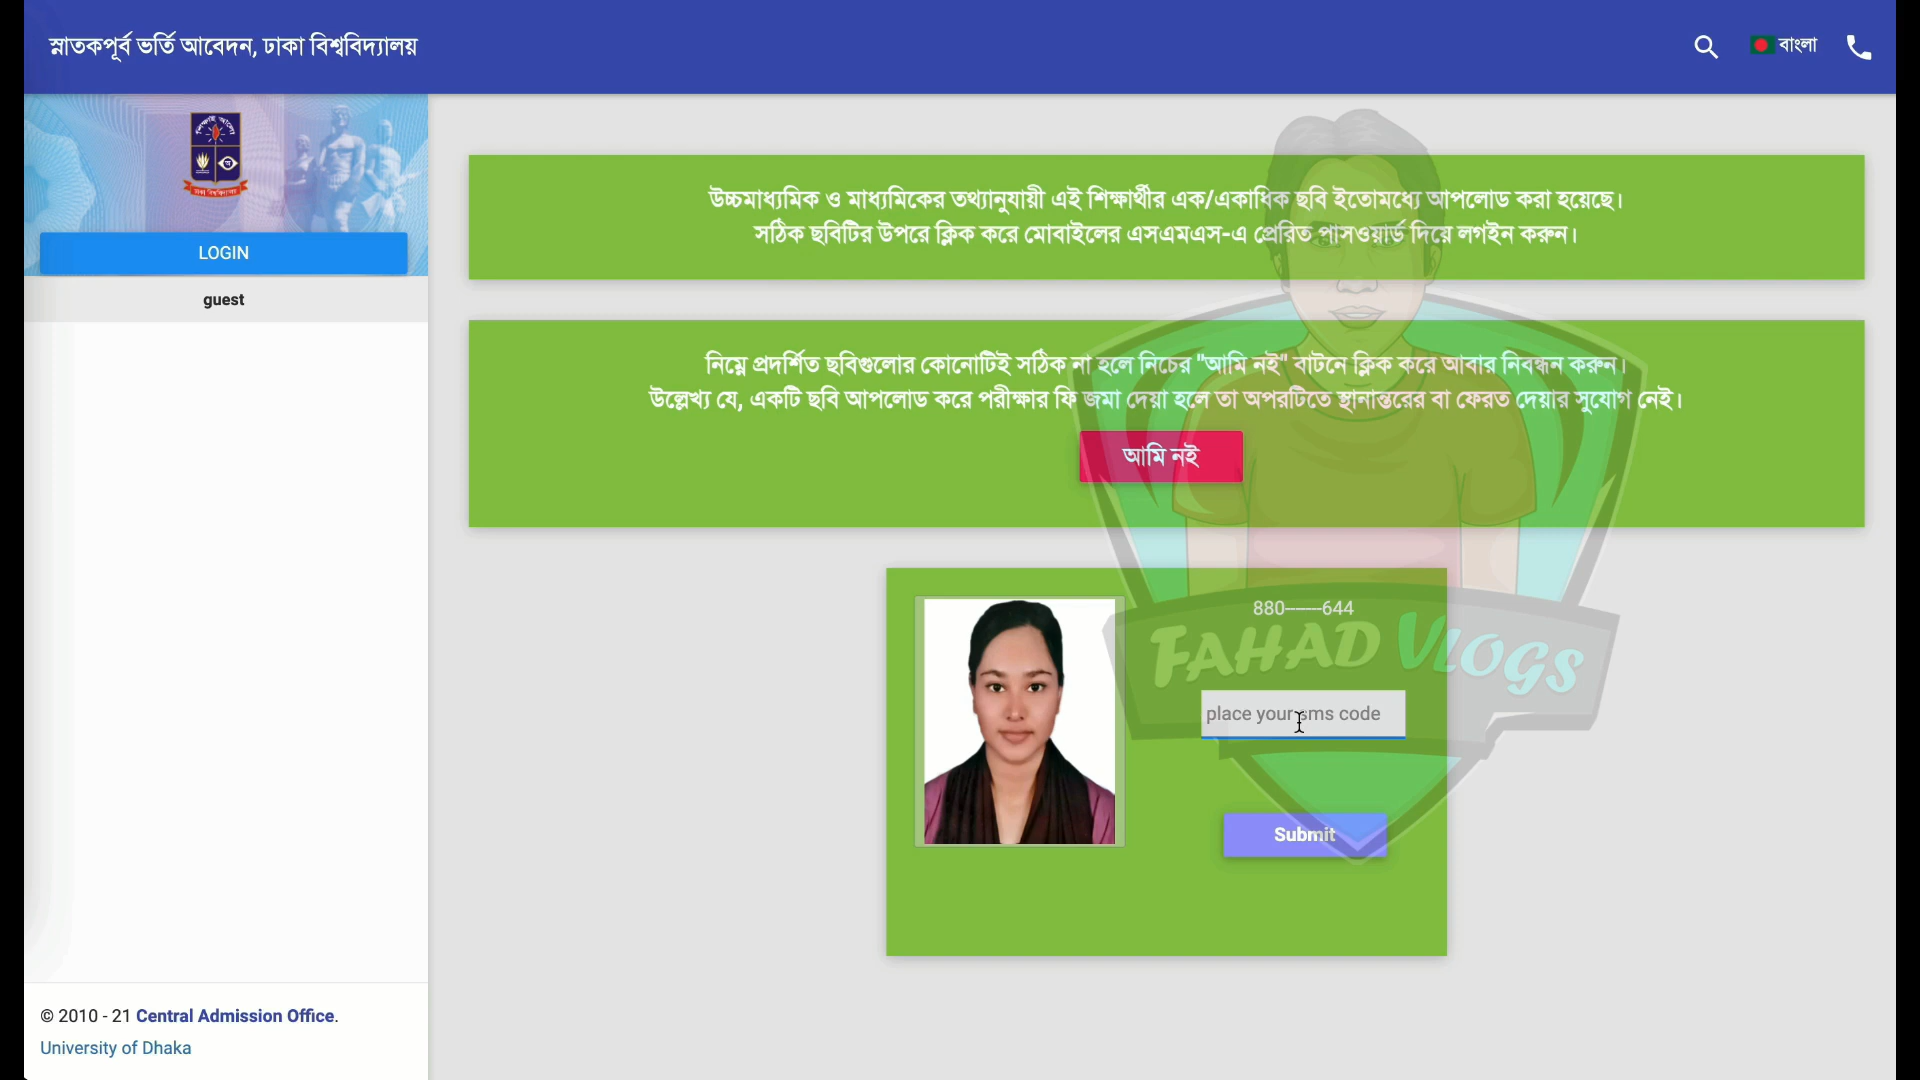 স্নাতকপূর্ব ভর্তি আবেদন, ঢাকা বিশ্ববিদ্যালয়
বাংলা
LOGIN
guest
উচ্চমাধ্যমিক ও মাধ্যমিকের তথ্যানুযায়ী এই শিক্ষার্থীর এক/একাধিক ছবি ইতোমধ্যে আপলোড করা হয়েছে।
সঠিক ছবিটির উপরে ক্লিক করে মোবাইলের এসএমএস-এ প্রেরিত পাসওয়ার্ড দিয়ে লগইন করুন।
নিম্নে প্রদর্শিত ছবিগুলোর কোনোটিই সঠিক না হলে নিচের "আমি নই" বাটনে ক্লিক করে আবার নিবন্ধন করুন।
উল্লেখ্য যে, একটি ছবি আপলোড করে পরীক্ষার ফি জমা দেয়া হলে তা অপরটিতে স্থানান্তরের বা ফেরত দেয়ার সুযোগ নেই।
আমি নই
880-------644
FAHAD VLOGS
place your sms code
Submit
© 2010 - 21 Central Admission Office.
University of Dhaka